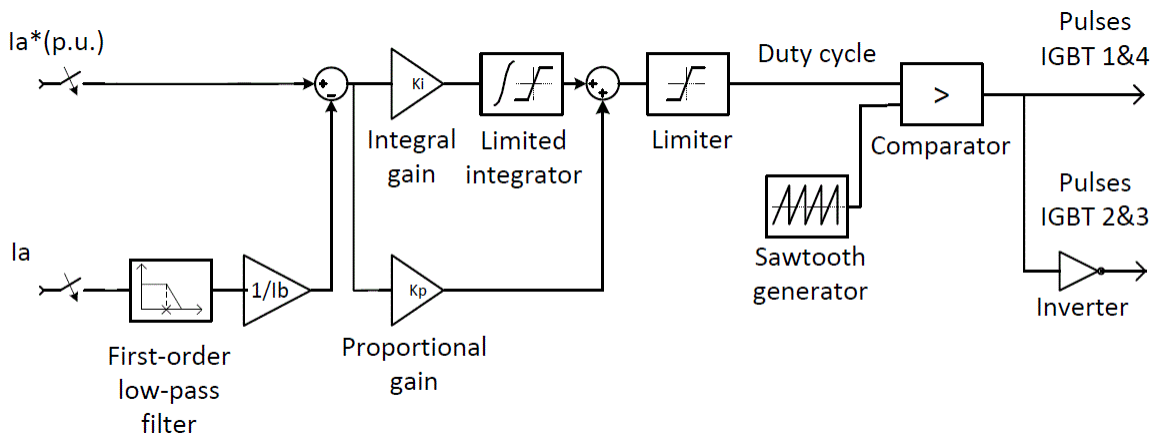 Ia*(p.u.)
Ki
Integral
gain
Limited
integrator
Limiter
Duty cycle
>
Comparator
Pulses
IGBT 1&4
Pulses
IGBT 2&3
Sawtooth
generator
Inverter
Ia
1/Ib
Kp
First-order
low-pass
filter
Proportional
gain